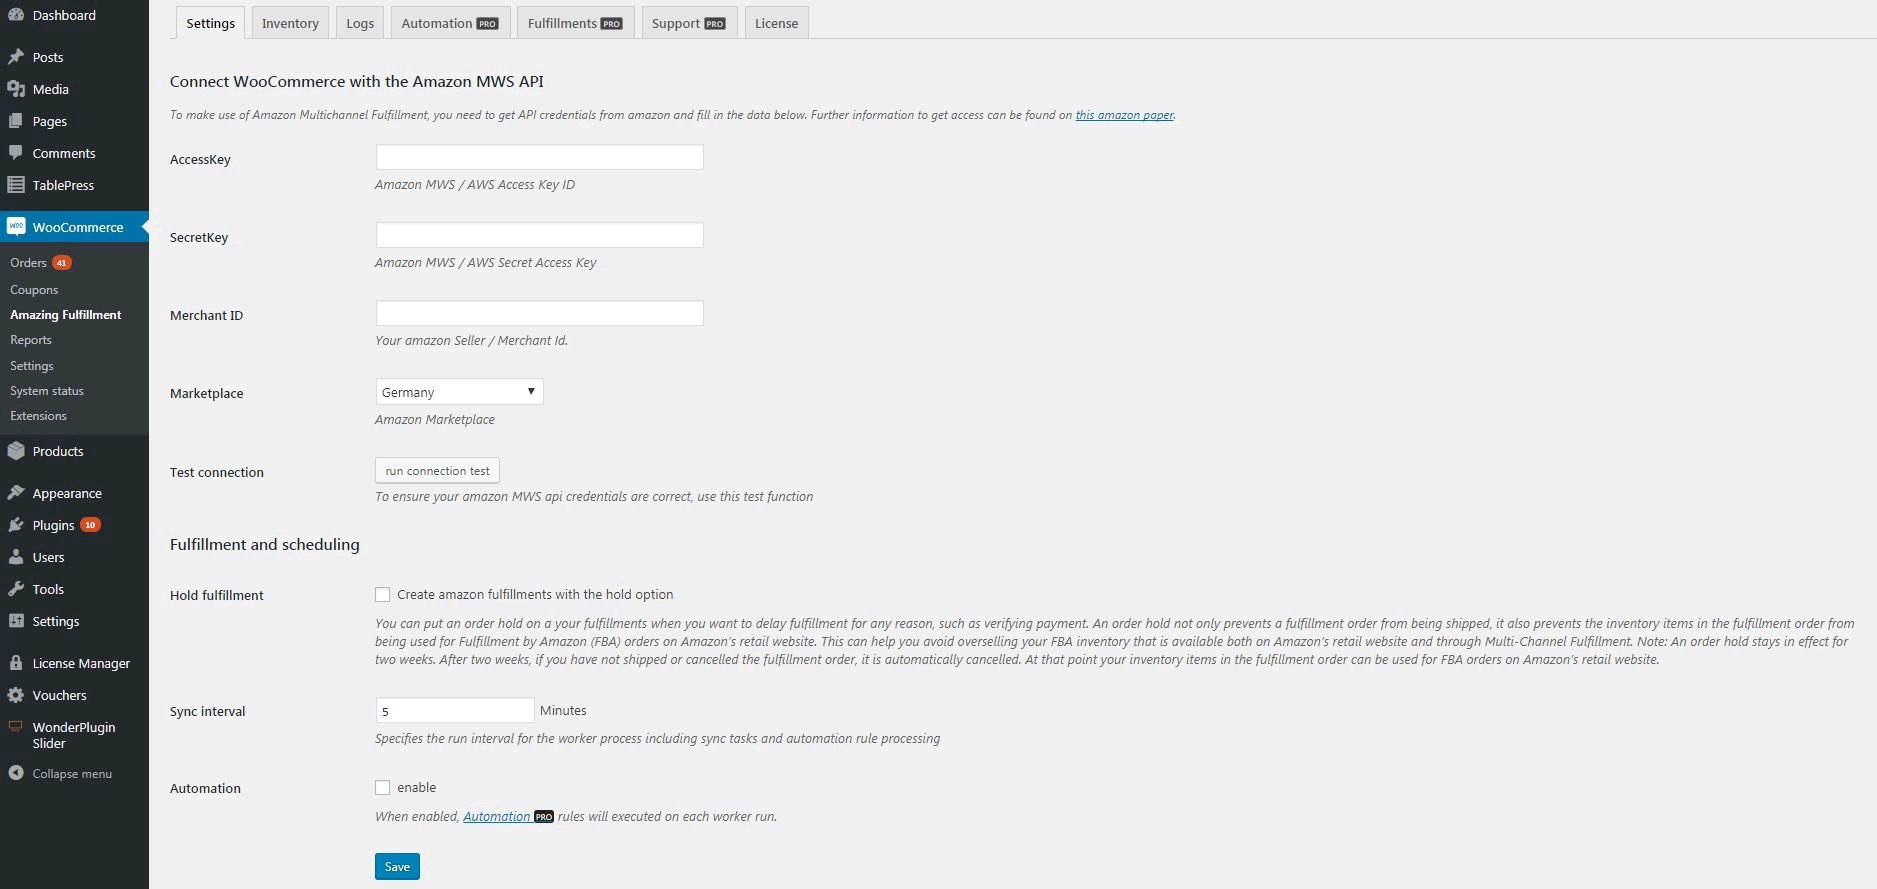 Dashboard
Posts
Media
Pages
Comments
TablePress
WOO WooCommerce
Orders 41
Coupons
Amazing Fulfillment
Reports
Settings
System status
Extensions
Products
Appearance
Plugins 10
Users
Tools
Settings
License Manager
Vouchers
WonderPlugin
Slider
Collapse menu
Settings Inventory Logs Automation PRO Fulfillments PRO Support PRO License
Connect WooCommerce with the Amazon MWS API
To make use of Amazon Multichannel Fulfillment, you need to get API credentials from amazon and fill in the data below. Further information to get access can be found on this amazon paper.
AccessKey
Amazon MWS / AWS Access Key ID
SecretKey
Amazon MWS / AWS Secret Access Key
Merchant ID
Your amazon Seller / Merchant Id.
Marketplace Germany
Amazon Marketplace
Test connection run connection test
To ensure your amazon MWS api credentials are correct, use this test function
Fulfillment and scheduling
Hold fulfillment Create amazon fulfillments with the hold option
You can put an order hold on a your fulfillments when you want to delay fulfillment for any reason, such as verifying payment. An order hold not only prevents a fulfillment order from being shipped, it also prevents the inventory items in the fulfillment order from
being used for Fulfillment by Amazon (FBA) orders on Amazon's retail website. This can help you avoid overselling your FBA inventory that is available both on Amazon's retail website and through Multi-Channel Fulfillment. Note: An order hold stays in effect for
two weeks. After two weeks, if you have not shipped or cancelled the fulfillment order, it is automatically cancelled. At that point your inventory items in the fulfillment order can be used for FBA orders on Amazon's retail website.
Sync interval 5 Minutes
Specifies the run interval for the worker process including sync tasks and automation rule processing
Automation enable
When enabled, Automation PRO rules will executed on each worker run.
Save